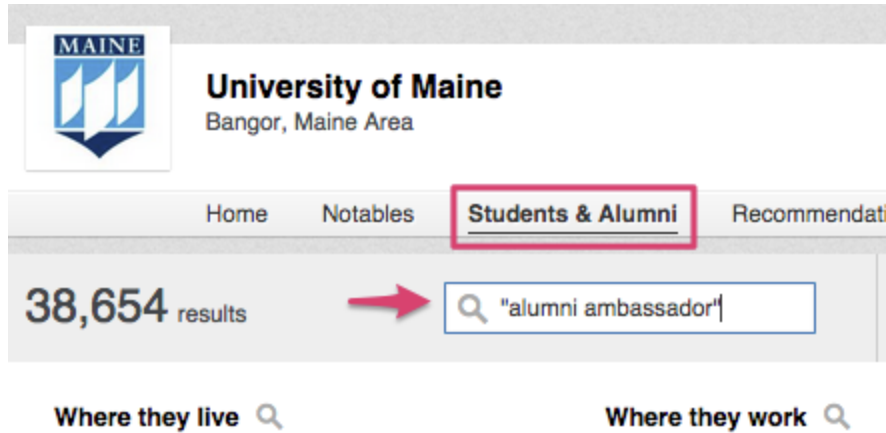 MAINE
University of Maine
Bangor, Maine Area
Home Notables Students & Alumni Recommendati
38,654 results "alumni ambassador"
Where they live Where they work